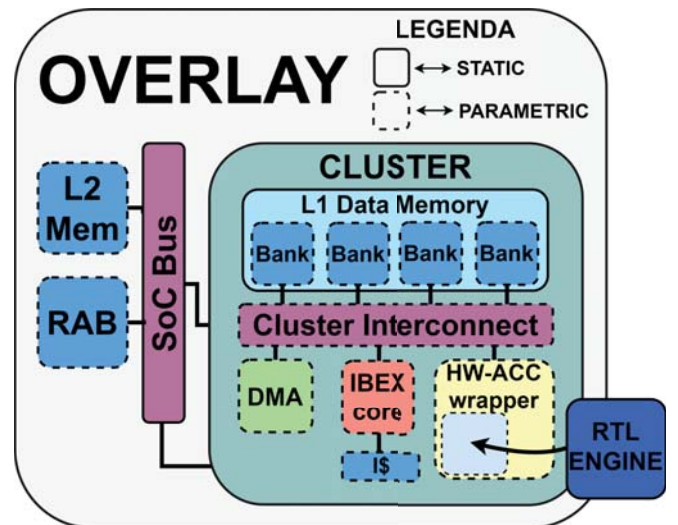 LEGENDA
OVERLAY
STATIC
PARAMETRIC
CLUSTER
L2
Mem
SoC Bus
L1 Data Memory
Bank Bank Bank Bank
RAB
Cluster Interconnect
DMA
IBEX
core
HW-ACC
wrapper
I$
RTL
ENGINE